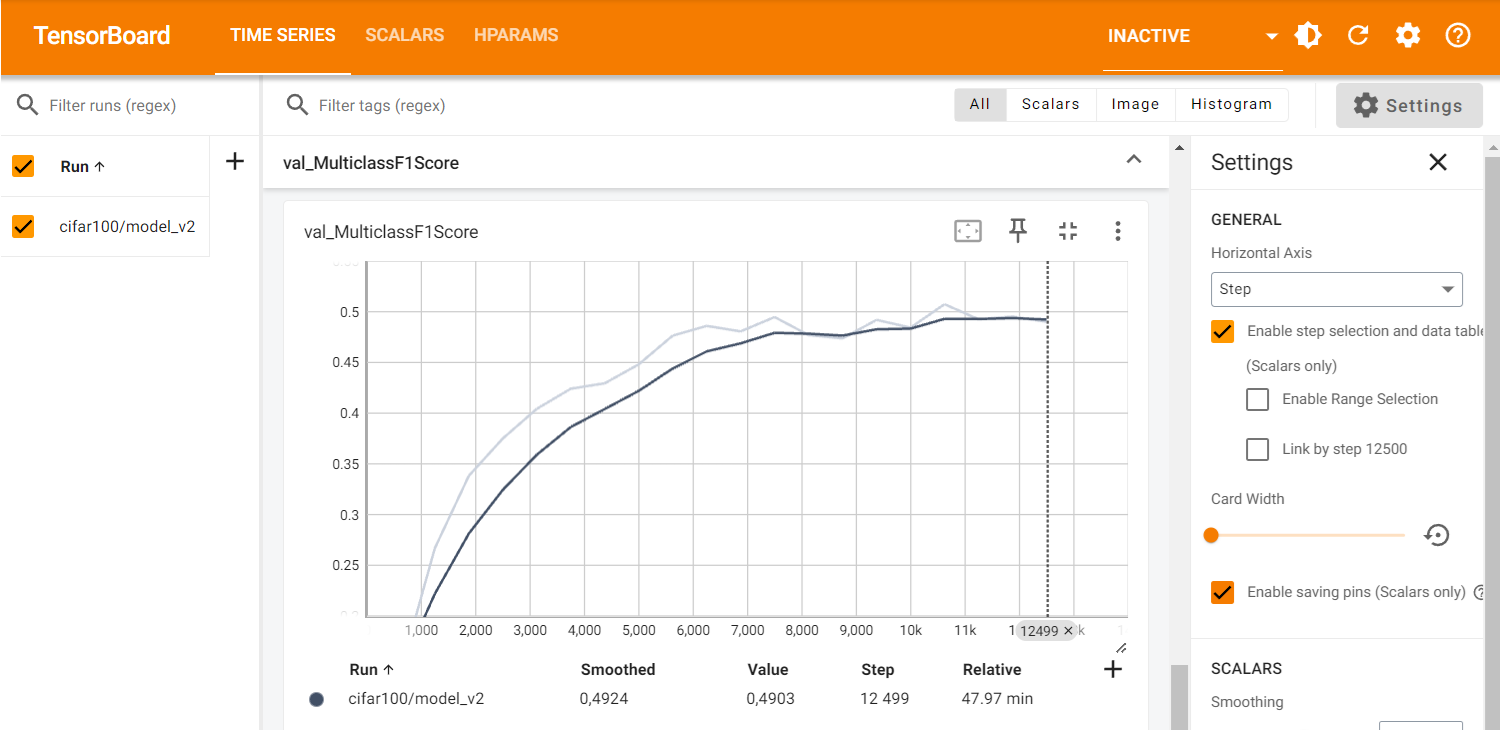 TensorBoard TIME SERIES SCALARS HPARAMS INACTIVE
Filter runs (regex)
Filter tags (regex)
All Scalars Image Histogram
Settings
Run ↑
cifar100/model_v2
val_MulticlassF1Score
val_MulticlassF1Score
0.5
0.45
0.4
0.35
0.3
0.25
0.2
1,000 2,000 3,000 4,000 5,000 6,000 7,000 8,000 9,000 10k 11k 12499 ×
Run ↑ Smoothed Value Step Relative
cifar100/model_v2 0,4924 0,4903 12 499 47.97 min
Settings
GENERAL
Horizontal Axis
Step
Enable step selection and data table
(Scalars only)
Enable Range Selection
Link by step 12500
Card Width
Enable saving pins (Scalars only)
SCALARS
Smoothing